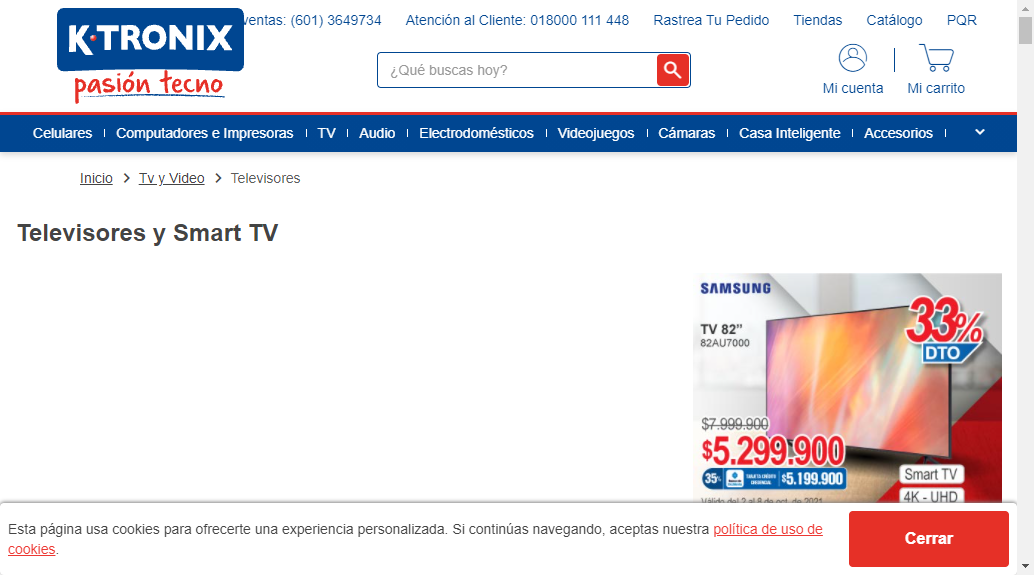 ventas: (601) 3649734 Atención al Cliente: 018000 111 448 Rastrea Tu Pedido Tiendas Catálogo PQR
K-TRONIX
pasión tecno
¿Qué buscas hoy?
Mi cuenta Mi carrito
Celulares Computadores e Impresoras TV Audio Electrodomésticos Videojuegos Cámaras Casa Inteligente Accesorios
Inicio Tv y Video Televisores
Televisores y Smart TV
SAMSUNG
33% DTO
TV 82”
82AU7000
$7.999.900
$5.299.900
35% $5.199.900
Smart TV
4K - UHD
Válido del 2 al 8 de oct. de 2021
Esta página usa cookies para ofrecerte una experiencia personalizada. Si continúas navegando, aceptas nuestra política de uso de
cookies.
Cerrar